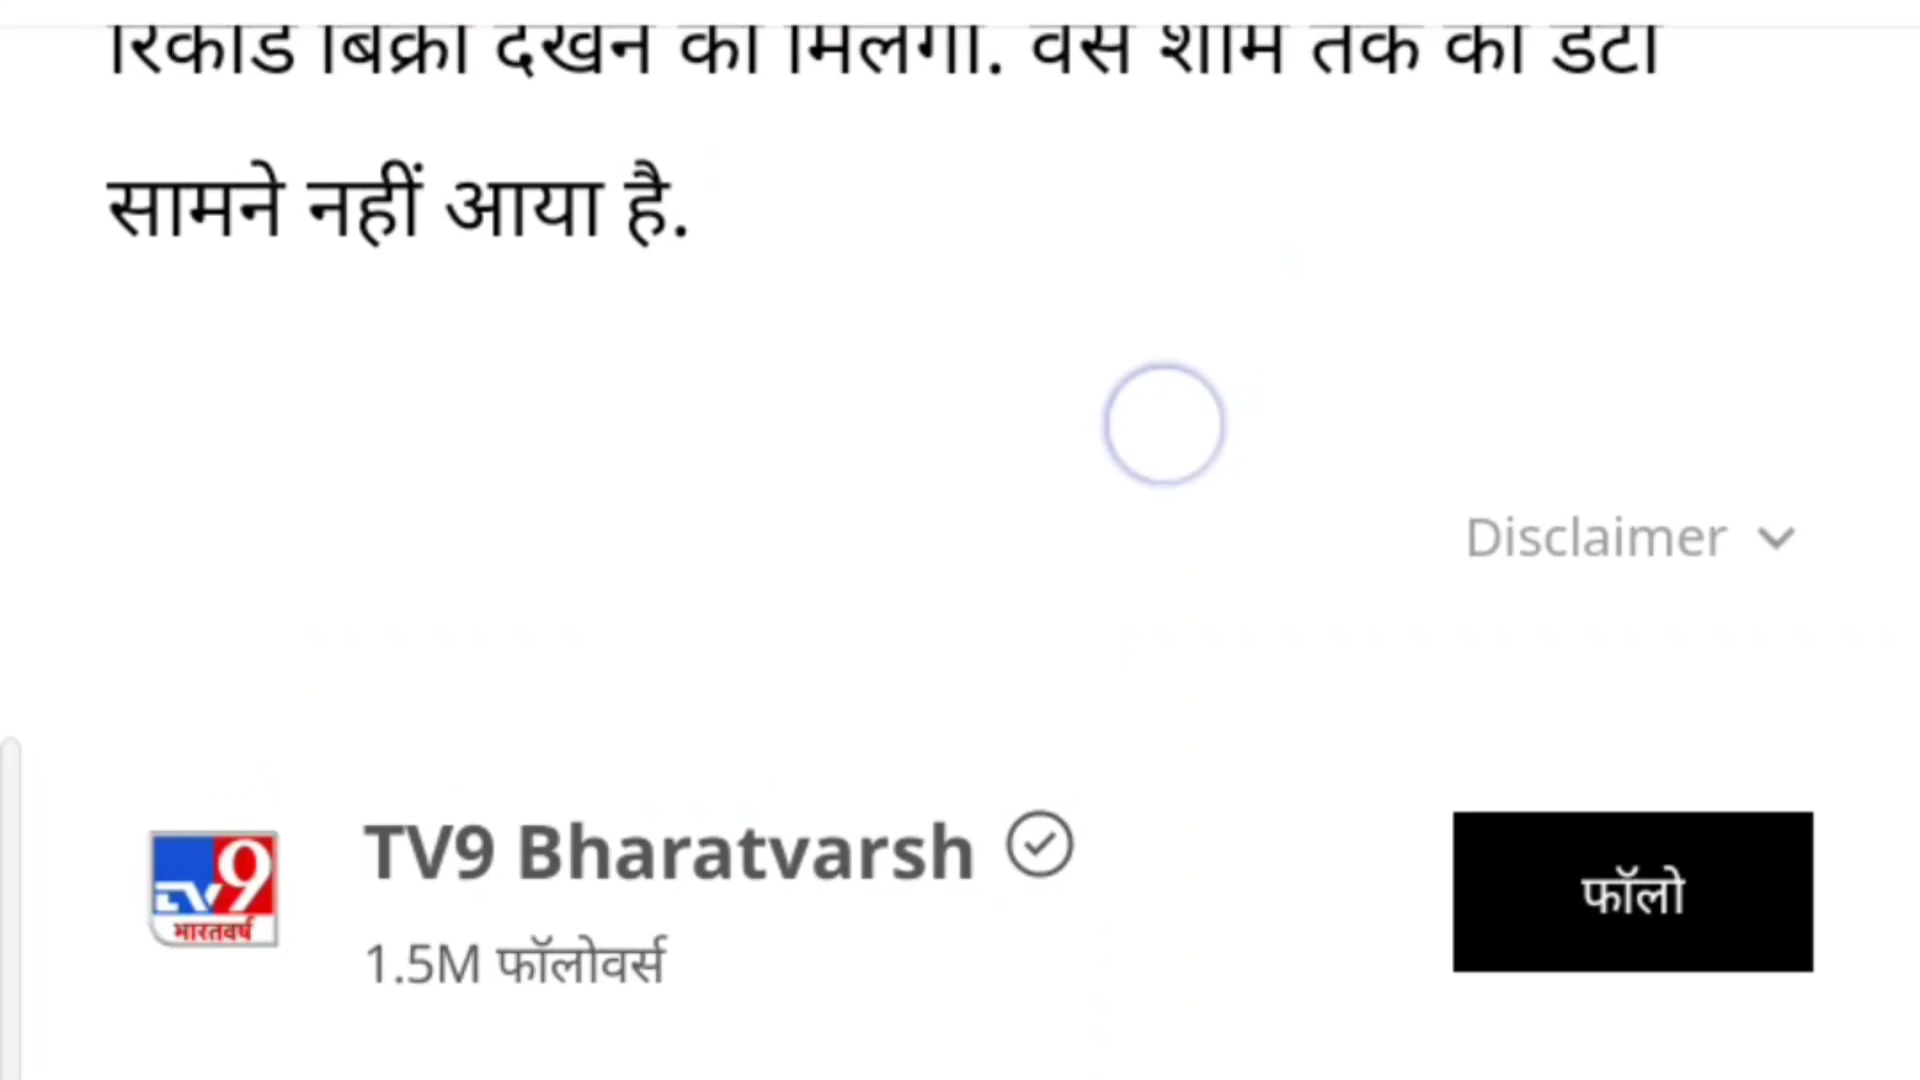 रिकॉर्ड बिक्री देखने को मिलेगी. वैसे शाम तक का डेटा
सामने नहीं आया है.
Disclaimer
TV9 Bharatvarsh
TV9
भारतवर्ष
1.5M फॉलोवर्स
फॉलो